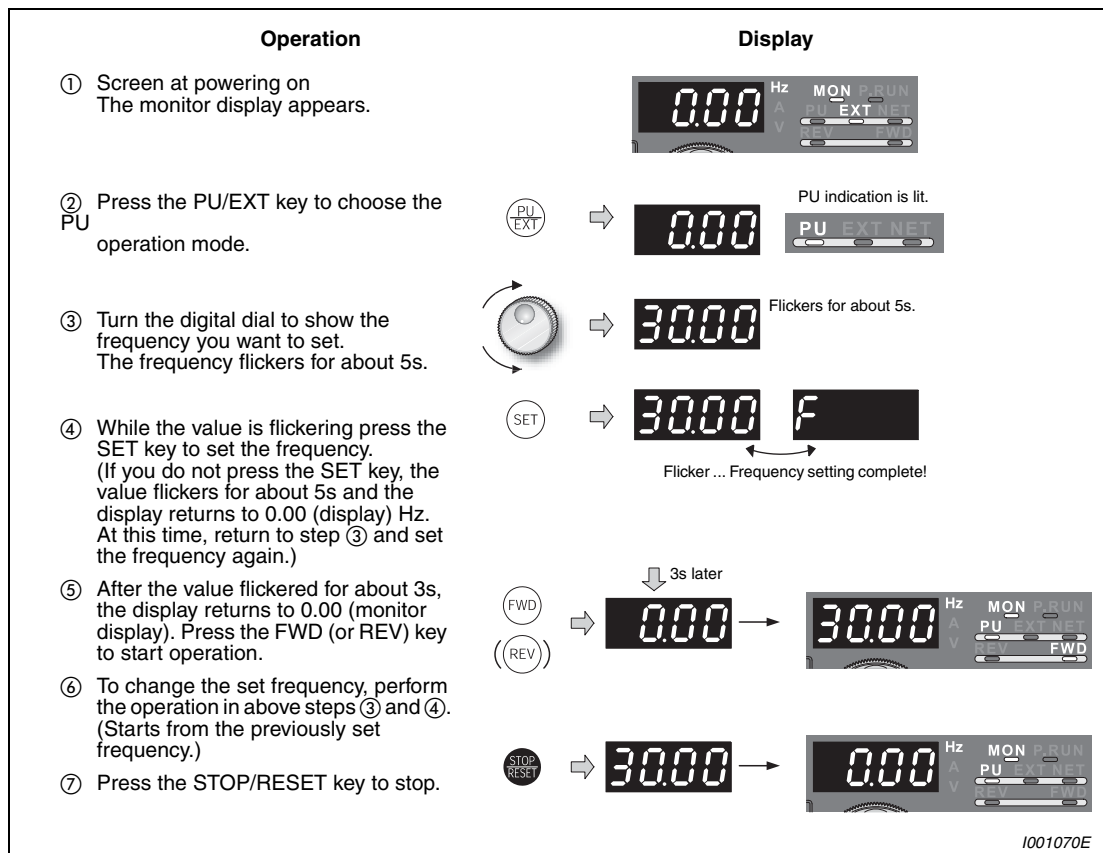 Operation
Display
① Screen at powering on
The monitor display appears.
0.00 Hz MON P.RUN
A PU EXT NET
V REV FWD
② Press the PU/EXT key to choose the
PU
operation mode.
PU
EXT
0.00
PU indication is lit.
PU EXT NET
③ Turn the digital dial to show the
frequency you want to set.
The frequency flickers for about 5s.
30.00
Flickers for about 5s.
④ While the value is flickering press the
SET key to set the frequency.
(If you do not press the SET key, the
value flickers for about 5s and the
display returns to 0.00 (display) Hz.
At this time, return to step ③ and set
the frequency again.)
SET
30.00 F
Flicker ... Frequency setting complete!
⑤ After the value flickered for about 3s,
the display returns to 0.00 (monitor
display). Press the FWD (or REV) key
to start operation.
3s later
FWD
(REV)
0.00
30.00 Hz MON P.RUN
A PU EXT NET
V REV FWD
⑥ To change the set frequency, perform
the operation in above steps ③ and ④.
(Starts from the previously set
frequency.)
⑦ Press the STOP/RESET key to stop.
STOP
RESET
30.00
0.00 Hz MON P.RUN
A PU EXT NET
V REV FWD
I001070E